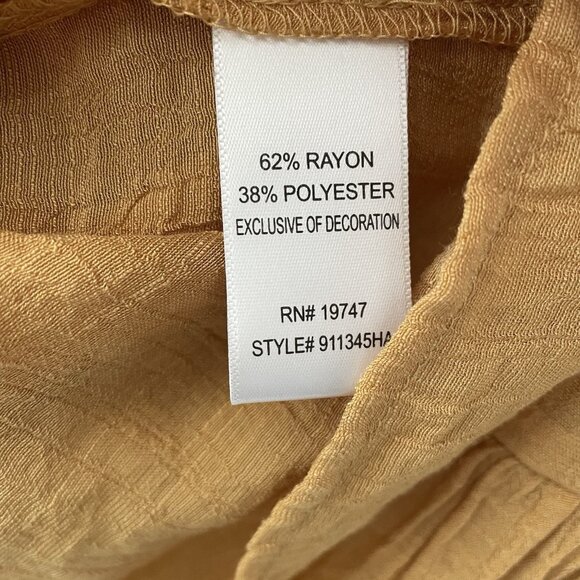 62% RAYON
38% POLYESTER
EXCLUSIVE OF DECORATION
RN# 19747
STYLE# 911345HA